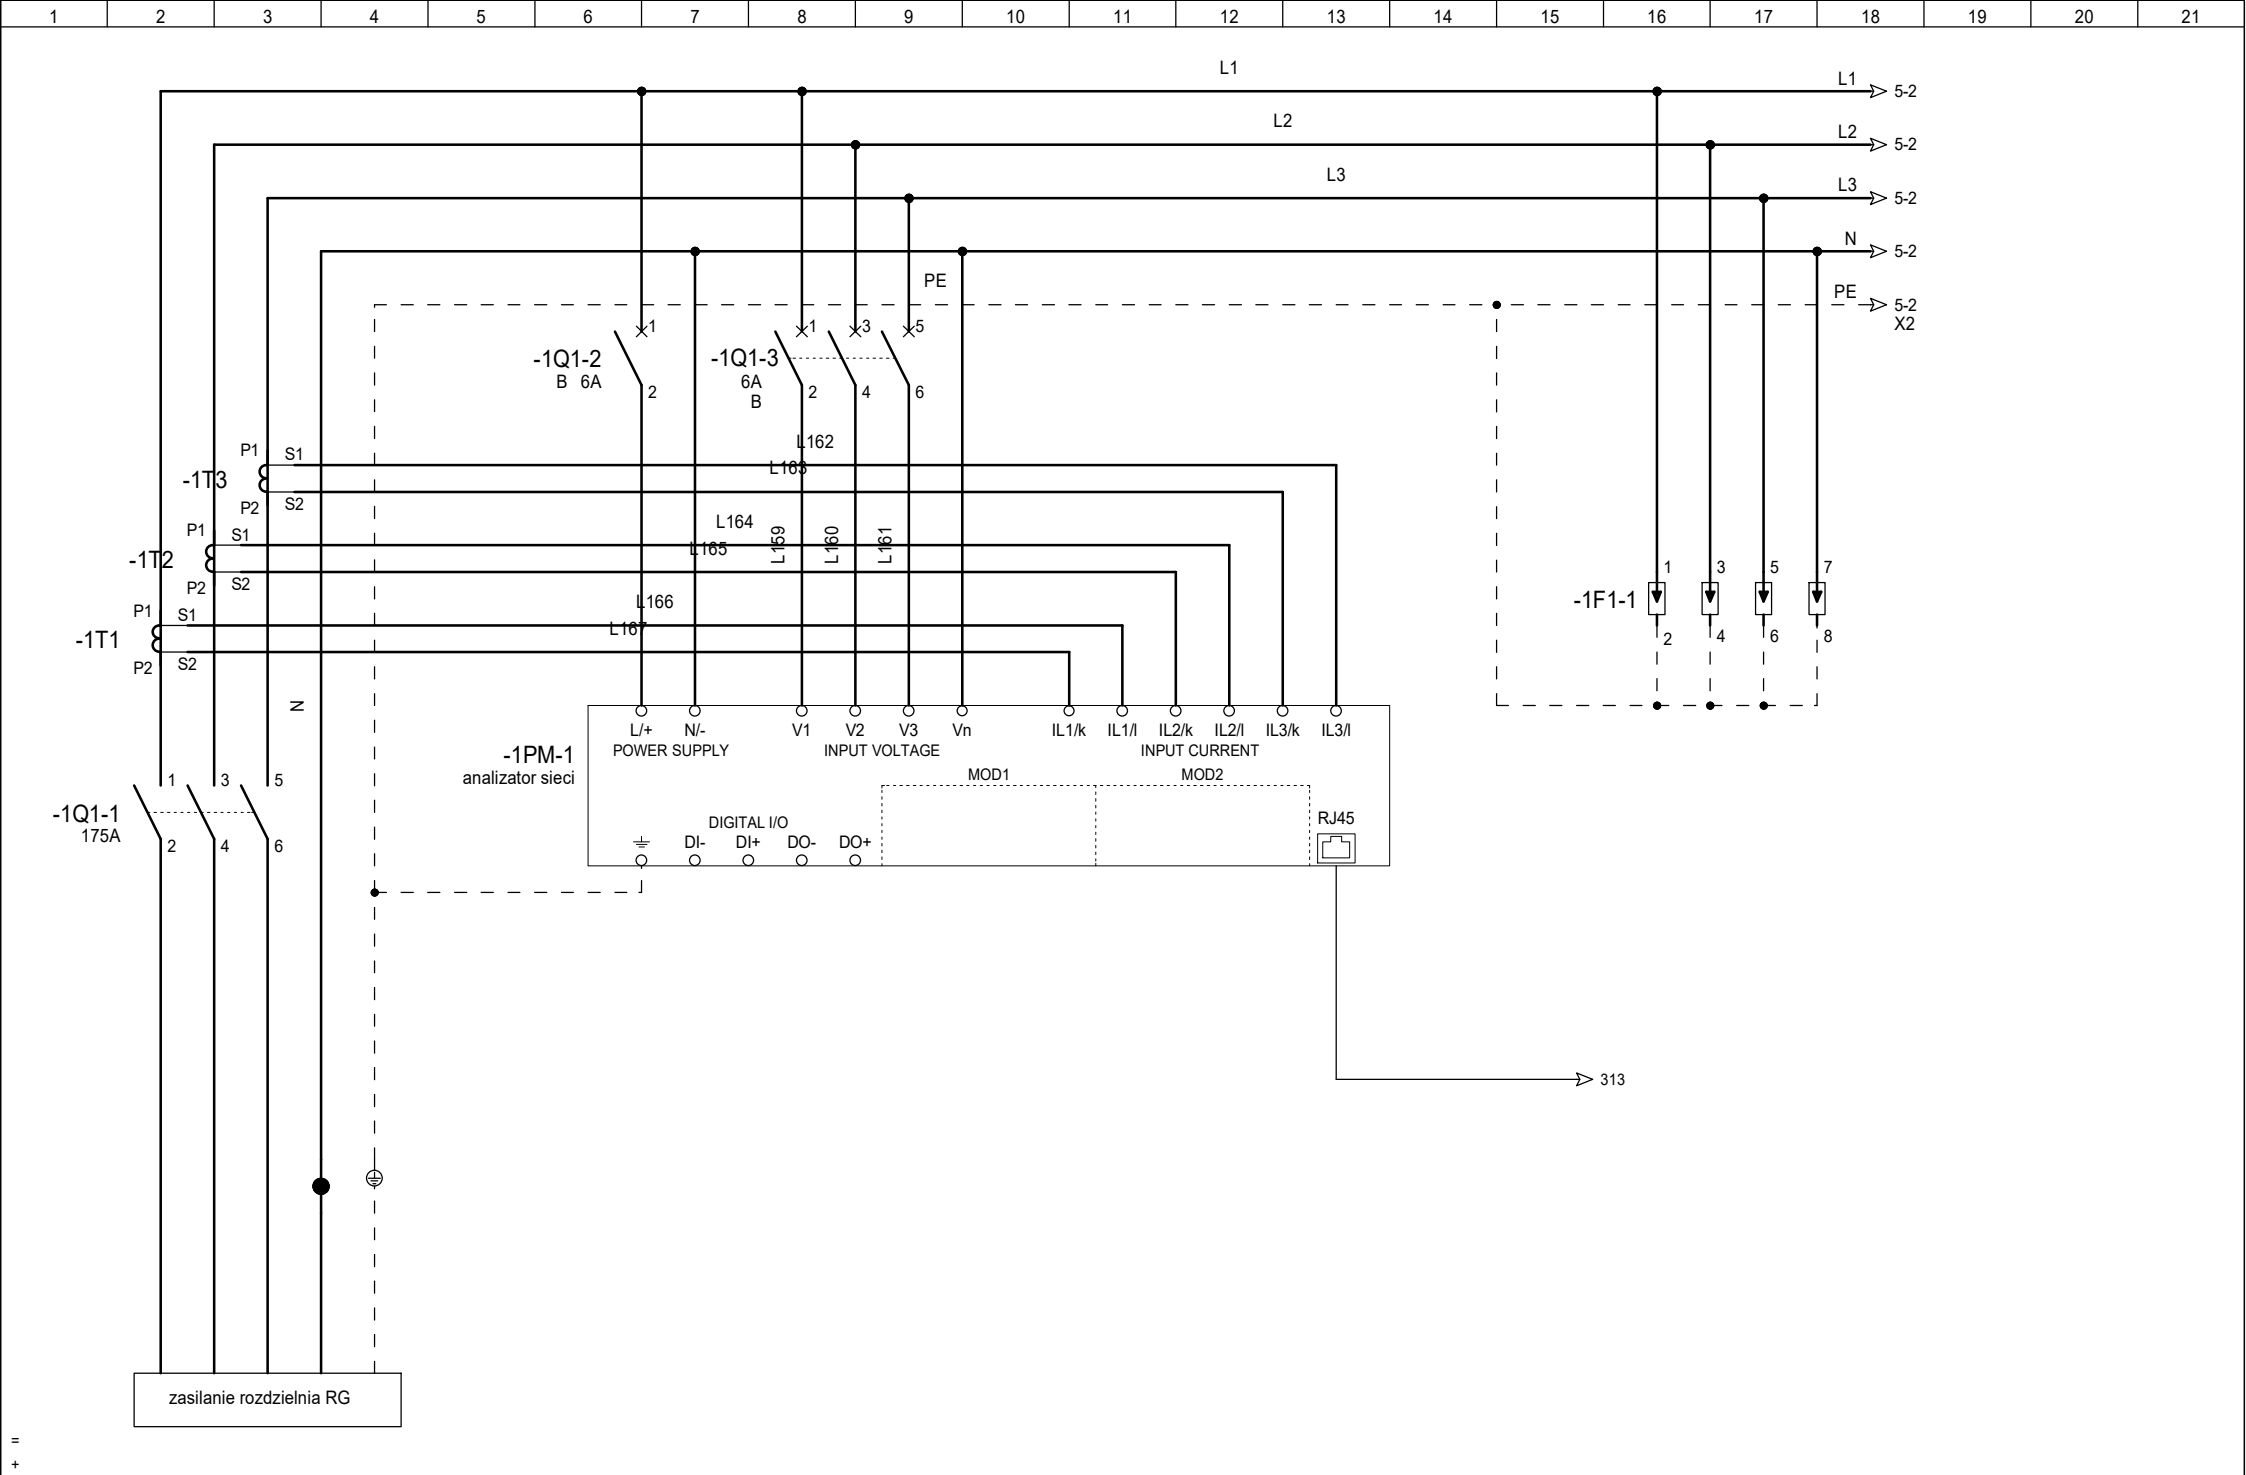 1 2 3 4 5 6 7 8 9 10 11 12 13 14 15 16 17 18 19 20 21
L1
L1 5-2
L2
L2 5-2
L3
L3 5-2
N 5-2
PE
PE 5-2
X2
1 1 3 5
-1Q1-2
B 6A
2
-1Q1-3
6A
B
2 4 6
L162
P1 S1
L163
-1T3
P2 S2
L164
L159 L160 L161
P1 S1
L165
-1T2
P2 S2
1 3 5 7
-1F1-1
2 4 6 8
L166
P1 S1
L167
-1T1
P2 S2
N
L/+ N/- V1 V2 V3 Vn IL1/k IL1/l IL2/k IL2/l IL3/k IL3/l
POWER SUPPLY INPUT VOLTAGE INPUT CURRENT
-1PM-1
analizator sieci
MOD1 MOD2
1 3 5
-1Q1-1
175A
2 4 6
DIGITAL I/O
RJ45
DI- DI+ DO- DO+
313
zasilanie rozdzielnia RG
=
+